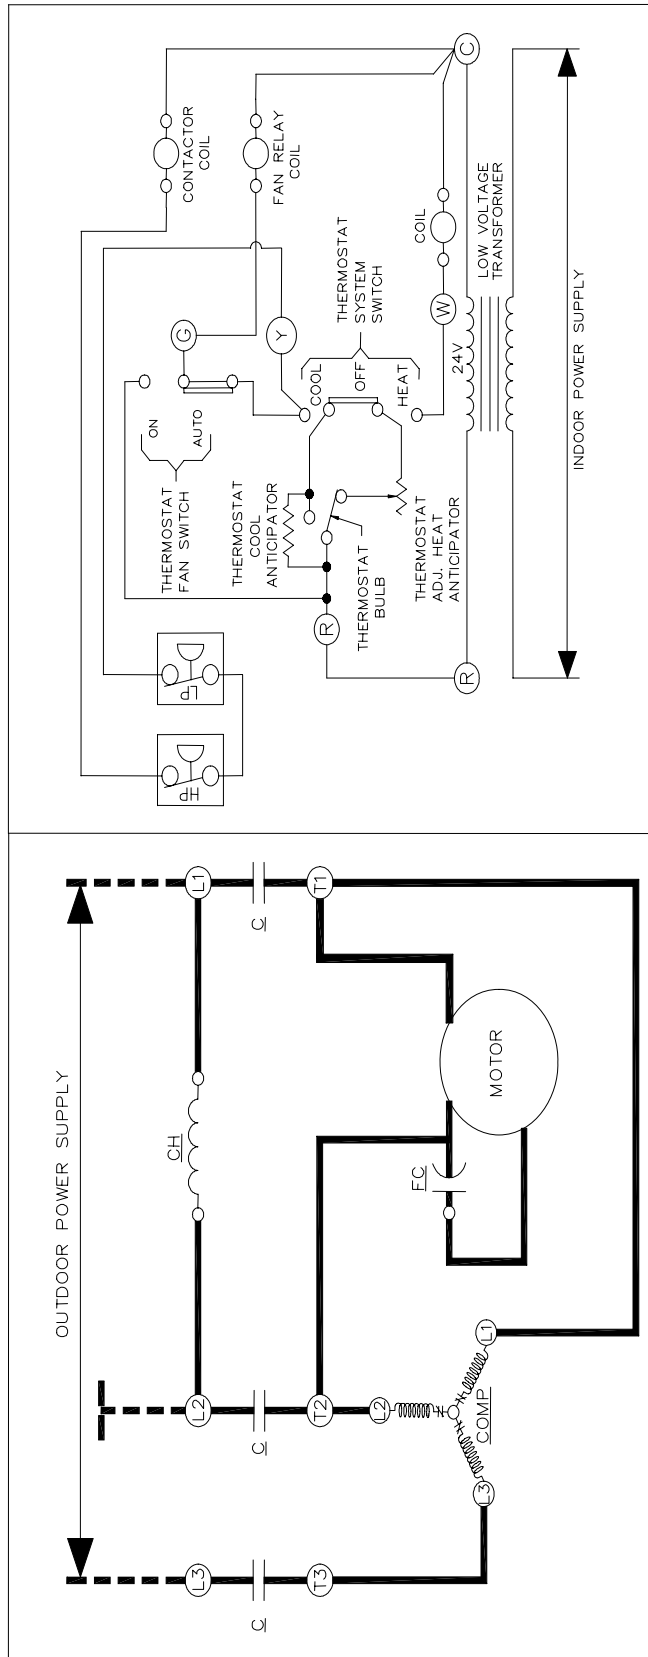 OUTDOOR POWER SUPPLY
L3
L2
L1
CH
C
C
C
T3
T2
T1
L2
FC
MOTOR
L3
L1
COMP
HP
LP
CONTACTOR
COIL
FAN RELAY
COIL
ON
AUTO
THERMOSTAT
FAN SWITCH
G
Y
THERMOSTAT
COOL
ANTICIPATOR
COOL
OFF
HEAT
THERMOSTAT
SYSTEM
SWITCH
R
THERMOSTAT
BULB
THERMOSTAT
ADJ. HEAT
ANTICIPATOR
W
COIL
R
24V
C
LOW VOLTAGE
TRANSFORMER
INDOOR POWER SUPPLY